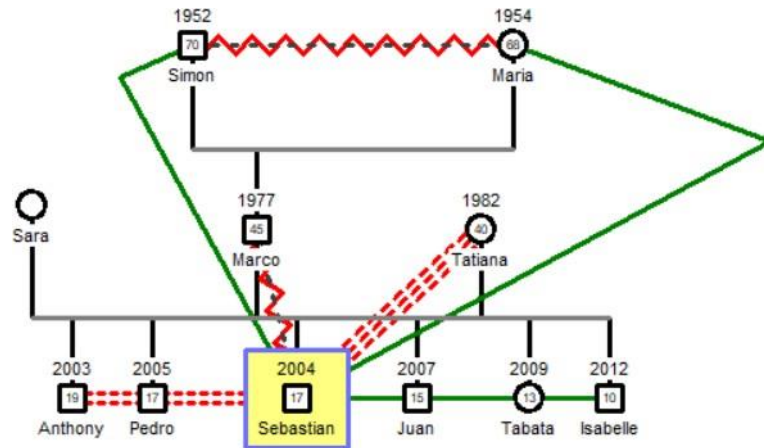 1952 1954
70 68
Simon Maria
1977 1982
45 40
Sara Marco Tatiana
2003 2005 2004 2007 2009 2012
19 17 17 15 13 10
Anthony Pedro Sebastian Juan Tabata Isabelle